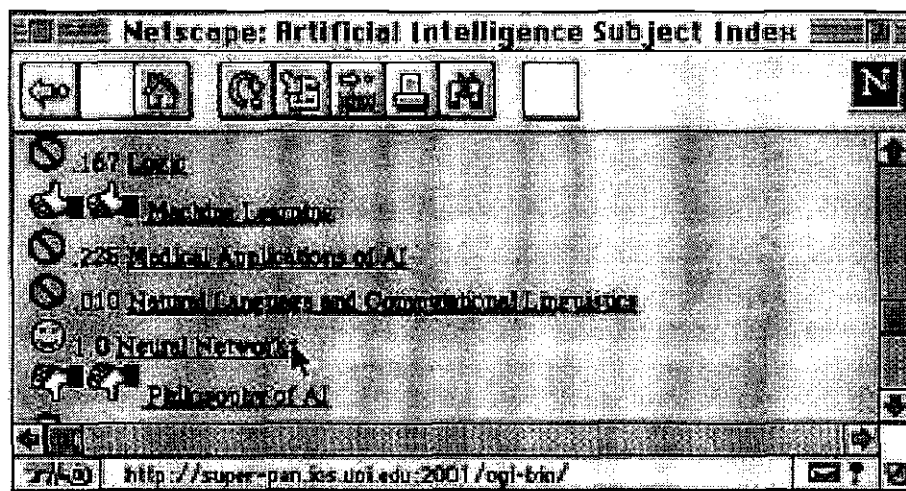 Netscape: Artificial Intelligence Subject Index
N
.167 Logic
Machine Learning
Medical Applications of AI
.010 Natural Language and Computational Linguistics
1.0 Neural Networks
Philosophy of AI
http://super-pan.ics.uci.edu:2001/cgi-bin/